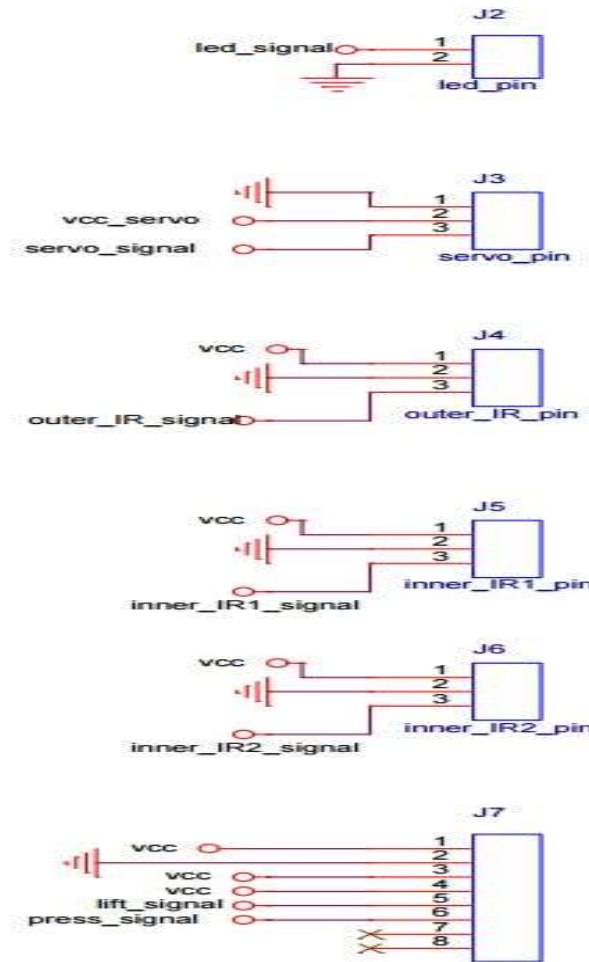 J2
led_signal 1
2
led_pin
J3
1
vcc_servo 2
servo_signal 3
servo_pin
J4
vcc 1
2
3
outer_IR_signal outer_IR_pin
J5
vcc 1
2
3
inner_IR1_pin
inner_IR1_signal
J6
vcc 1
2
3
inner_IR2_pin
inner_IR2_signal
J7
vcc 1
2
vcc 3
vcc 4
lift_signal 5
press_signal 6
7
8